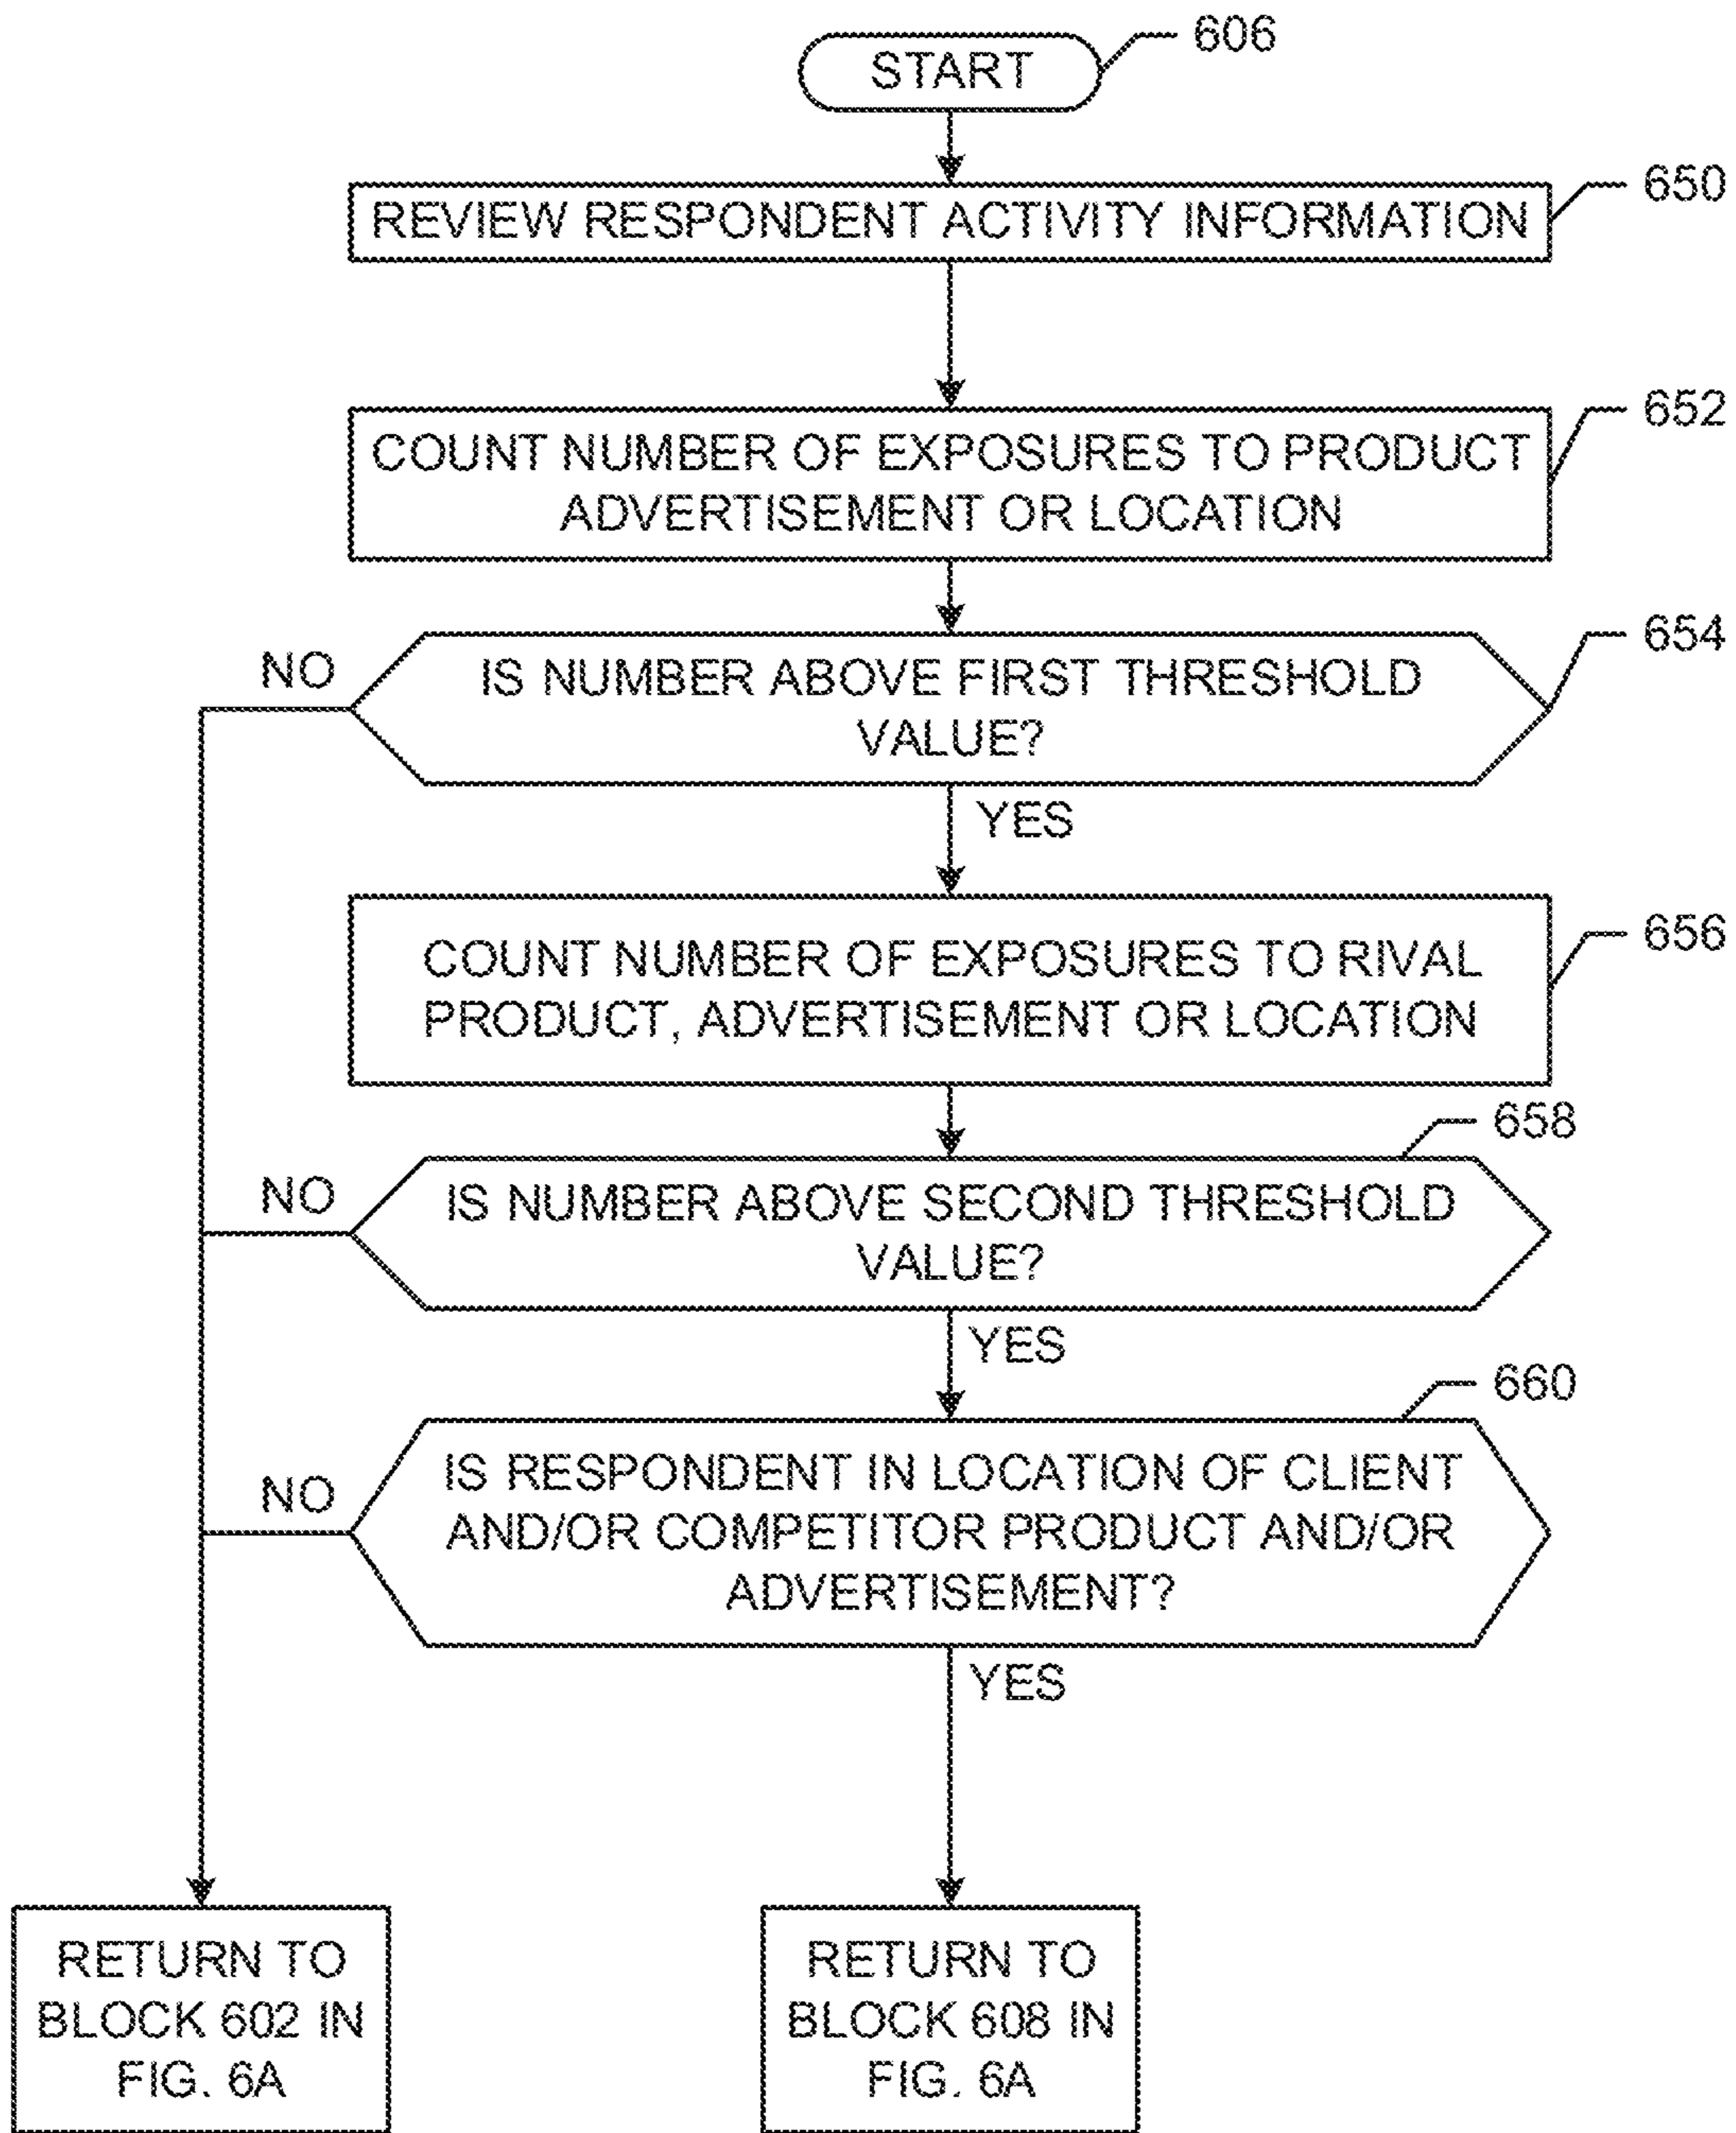 START
606
REVIEW RESPONDENT ACTIVITY INFORMATION
650
COUNT NUMBER OF EXPOSURES TO PRODUCT
ADVERTISEMENT OR LOCATION
652
NO
IS NUMBER ABOVE FIRST THRESHOLD
VALUE?
654
YES
COUNT NUMBER OF EXPOSURES TO RIVAL
PRODUCT, ADVERTISEMENT OR LOCATION
656
658
NO
IS NUMBER ABOVE SECOND THRESHOLD
VALUE?
YES
660
NO
IS RESPONDENT IN LOCATION OF CLIENT
AND/OR COMPETITOR PRODUCT AND/OR
ADVERTISEMENT?
YES
RETURN TO
BLOCK 602 IN
FIG. 6A
RETURN TO
BLOCK 608 IN
FIG. 6A